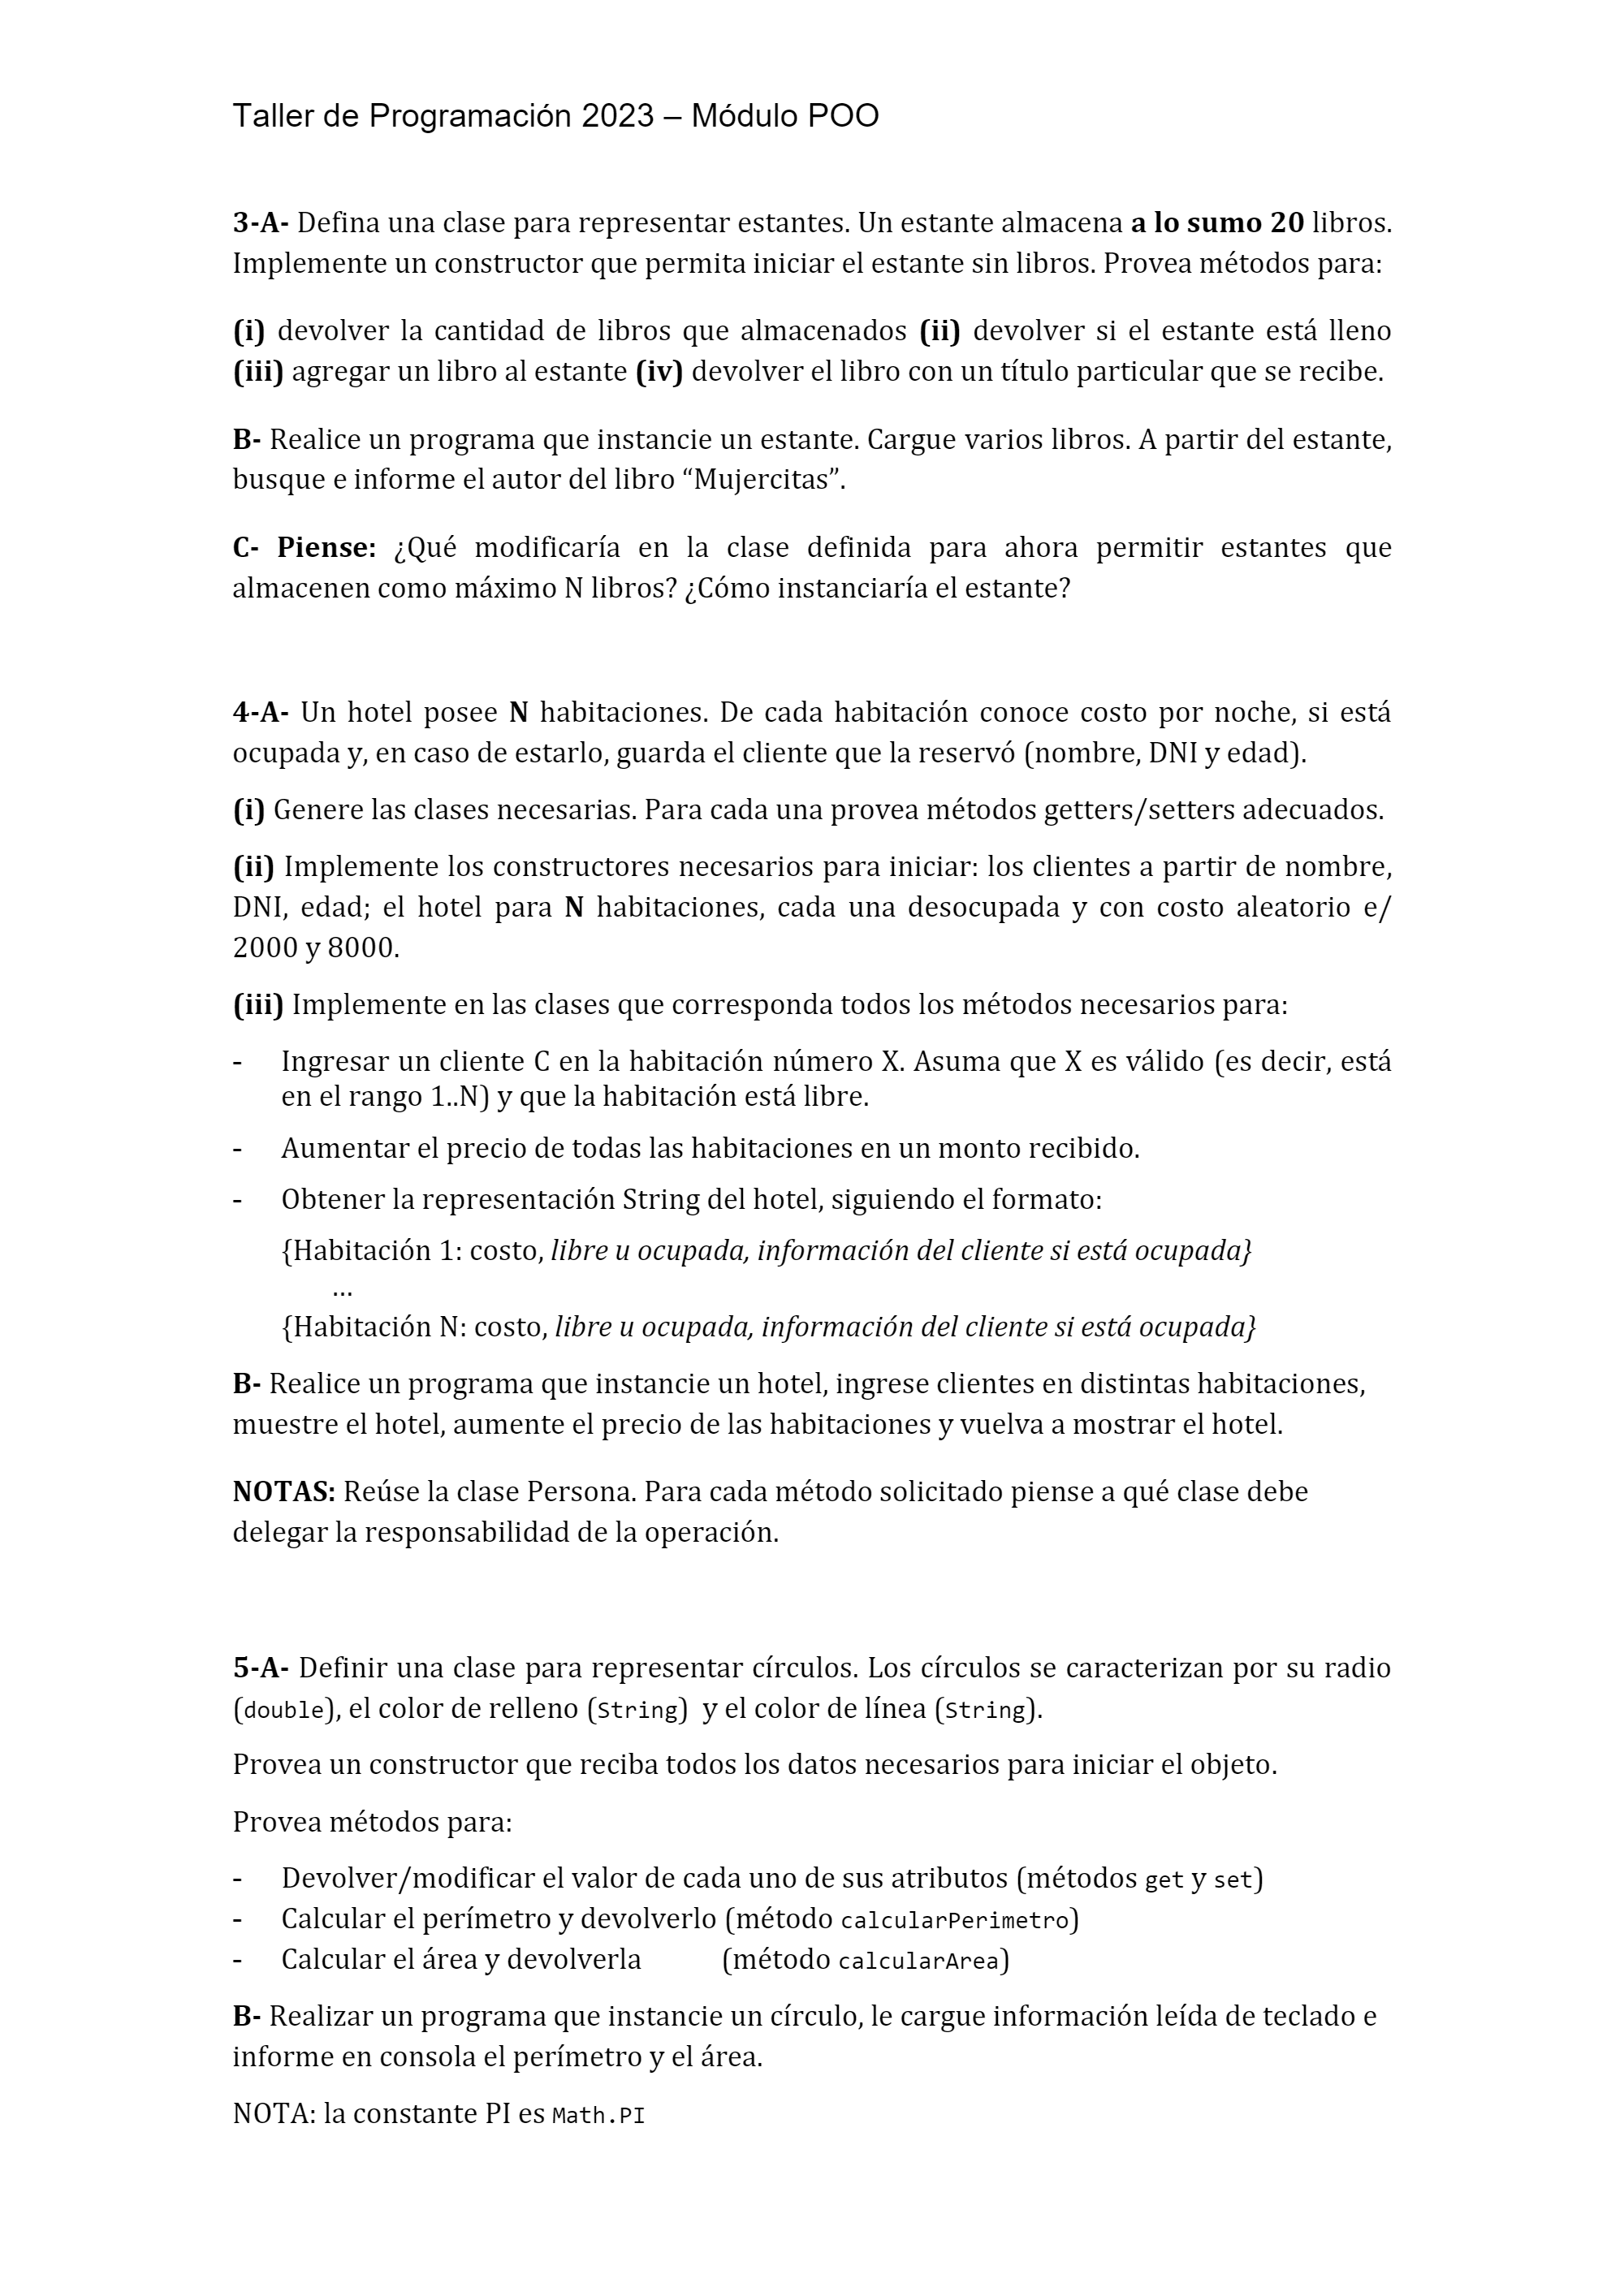 Taller de Programación 2023 – Módulo POO
3-A- Defina una clase para representar estantes. Un estante almacena a lo sumo 20 libros.
Implemente un constructor que permita iniciar el estante sin libros. Provea métodos para:
(i) devolver la cantidad de libros que almacenados (ii) devolver si el estante está lleno
(iii) agregar un libro al estante (iv) devolver el libro con un título particular que se recibe.
B- Realice un programa que instancie un estante. Cargue varios libros. A partir del estante,
busque e informe el autor del libro “Mujercitas”.
C- Piense: ¿Qué modificaría en la clase definida para ahora permitir estantes que
almacenen como máximo N libros? ¿Cómo instanciaría el estante?
4-A- Un hotel posee N habitaciones. De cada habitación conoce costo por noche, si está
ocupada y, en caso de estarlo, guarda el cliente que la reservó (nombre, DNI y edad).
(i) Genere las clases necesarias. Para cada una provea métodos getters/setters adecuados.
(ii) Implemente los constructores necesarios para iniciar: los clientes a partir de nombre,
DNI, edad; el hotel para N habitaciones, cada una desocupada y con costo aleatorio e/
2000 y 8000.
(iii) Implemente en las clases que corresponda todos los métodos necesarios para:
- Ingresar un cliente C en la habitación número X. Asuma que X es válido (es decir, está
en el rango 1..N) y que la habitación está libre.
- Aumentar el precio de todas las habitaciones en un monto recibido.
- Obtener la representación String del hotel, siguiendo el formato:
{Habitación 1: costo, libre u ocupada, información del cliente si está ocupada}
...
{Habitación N: costo, libre u ocupada, información del cliente si está ocupada}
B- Realice un programa que instancie un hotel, ingrese clientes en distintas habitaciones,
muestre el hotel, aumente el precio de las habitaciones y vuelva a mostrar el hotel.
NOTAS: Reúse la clase Persona. Para cada método solicitado piense a qué clase debe
delegar la responsabilidad de la operación.
5-A- Definir una clase para representar círculos. Los círculos se caracterizan por su radio
(double), el color de relleno (String) y el color de línea (String).
Provea un constructor que reciba todos los datos necesarios para iniciar el objeto.
Provea métodos para:
- Devolver/modificar el valor de cada uno de sus atributos (métodos get y set)
- Calcular el perímetro y devolverlo (método calcularPerimetro)
- Calcular el área y devolverla (método calcularArea)
B- Realizar un programa que instancie un círculo, le cargue información leída de teclado e
informe en consola el perímetro y el área.
NOTA: la constante PI es Math.PI